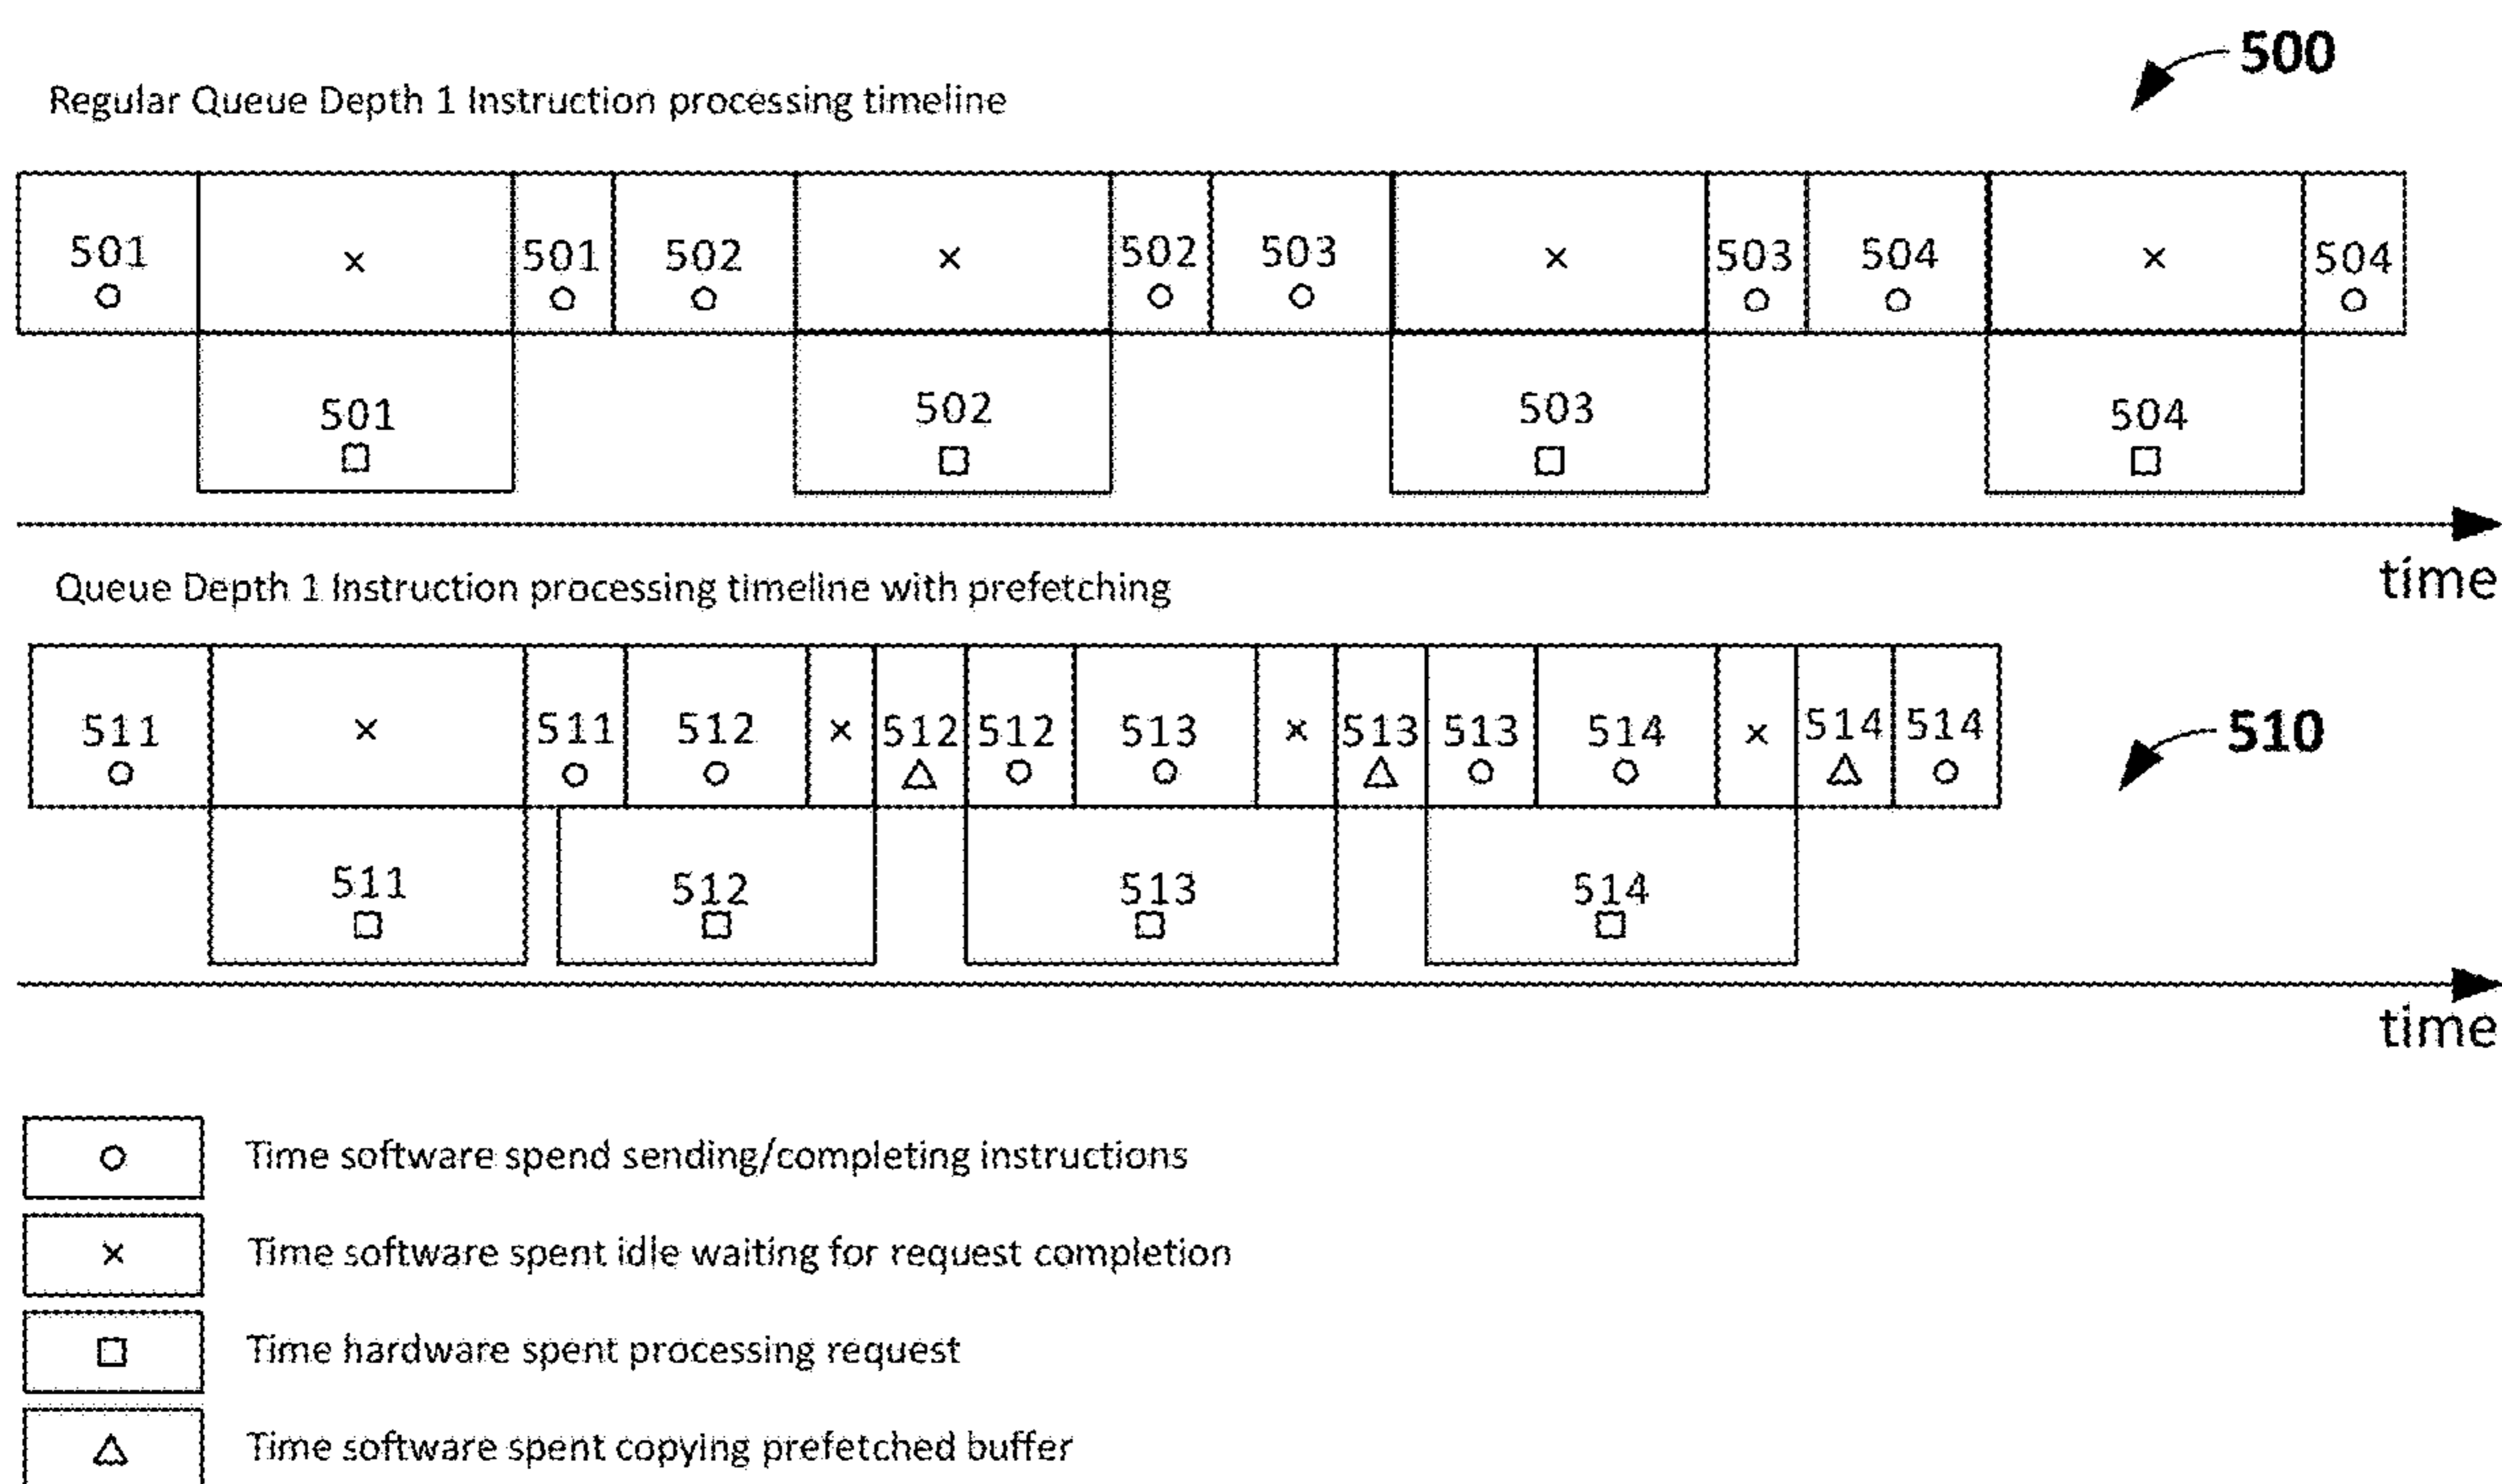 500
Regular Queue Depth 1 Instruction processing timeline
501 × 501 502 × 502 503 × 503 504 × 504
501 502 503 504
time
Queue Depth 1 Instruction processing timeline with prefetching
511 × 511 512 × 512 512 513 × 513 513 514 × 514 514
510
511 512 513 514
time
Time software spend sending/completing instructions
× Time software spent idle waiting for request completion
Time hardware spent processing request
Time software spent copying prefetched buffer